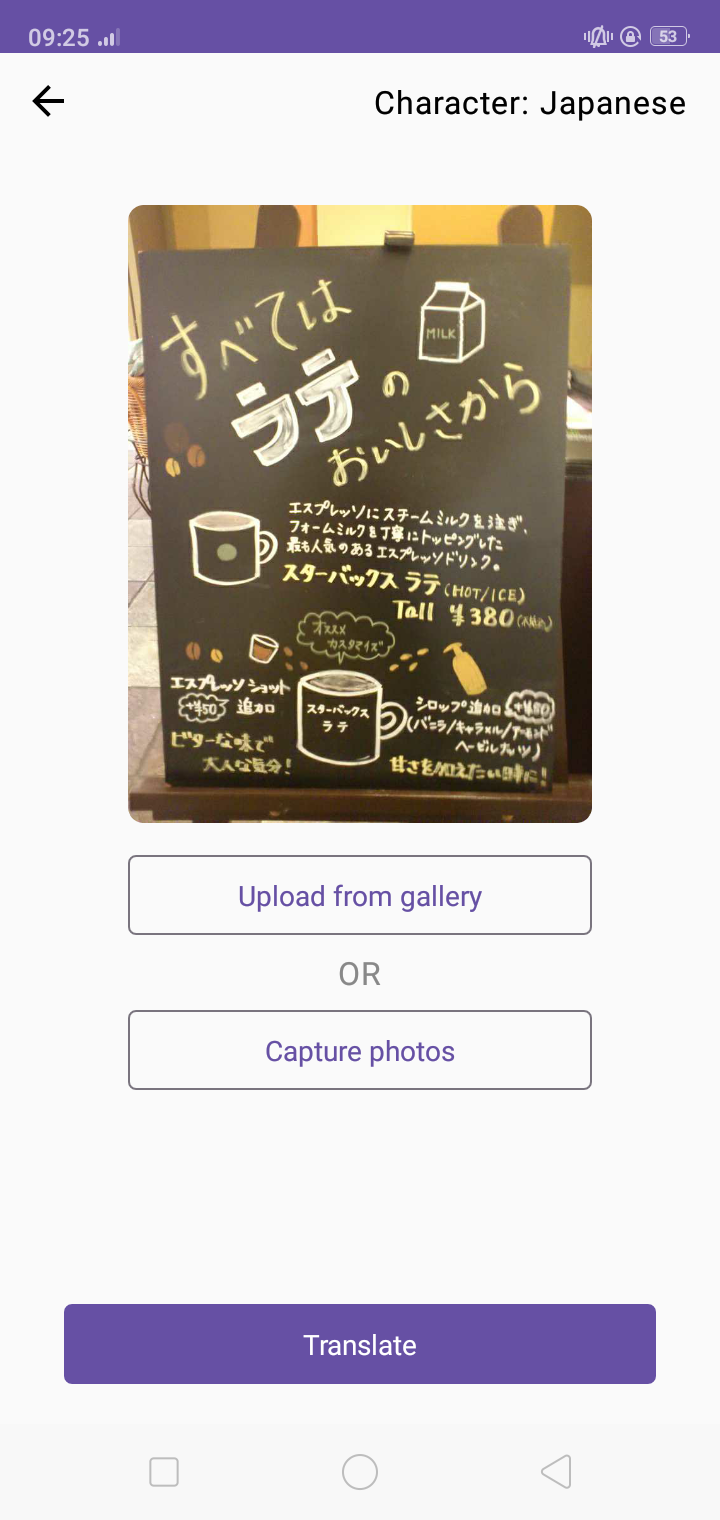 09:25
53
Character: Japanese
すべては
MILK
ラテの
おいしさから
エスプレッソにスチームミルクを注ぎ、
フォームミルクを丁寧にトッピングした
最も人気のあるエスプレッソドリンク。
スターバックス ラテ(HOT/ICE)
Tall ¥380
オススメ
カスタマイズ
エスプレッソ ショット
+¥50 追加
ビターな味で
大人な気分!
スターバックス
ラテ
シロップ追加 +¥50
(バニラ/キャラメル/アーモンド
ヘーゼルナッツ)
甘さを加えたい時に!
Upload from gallery
OR
Capture photos
Translate